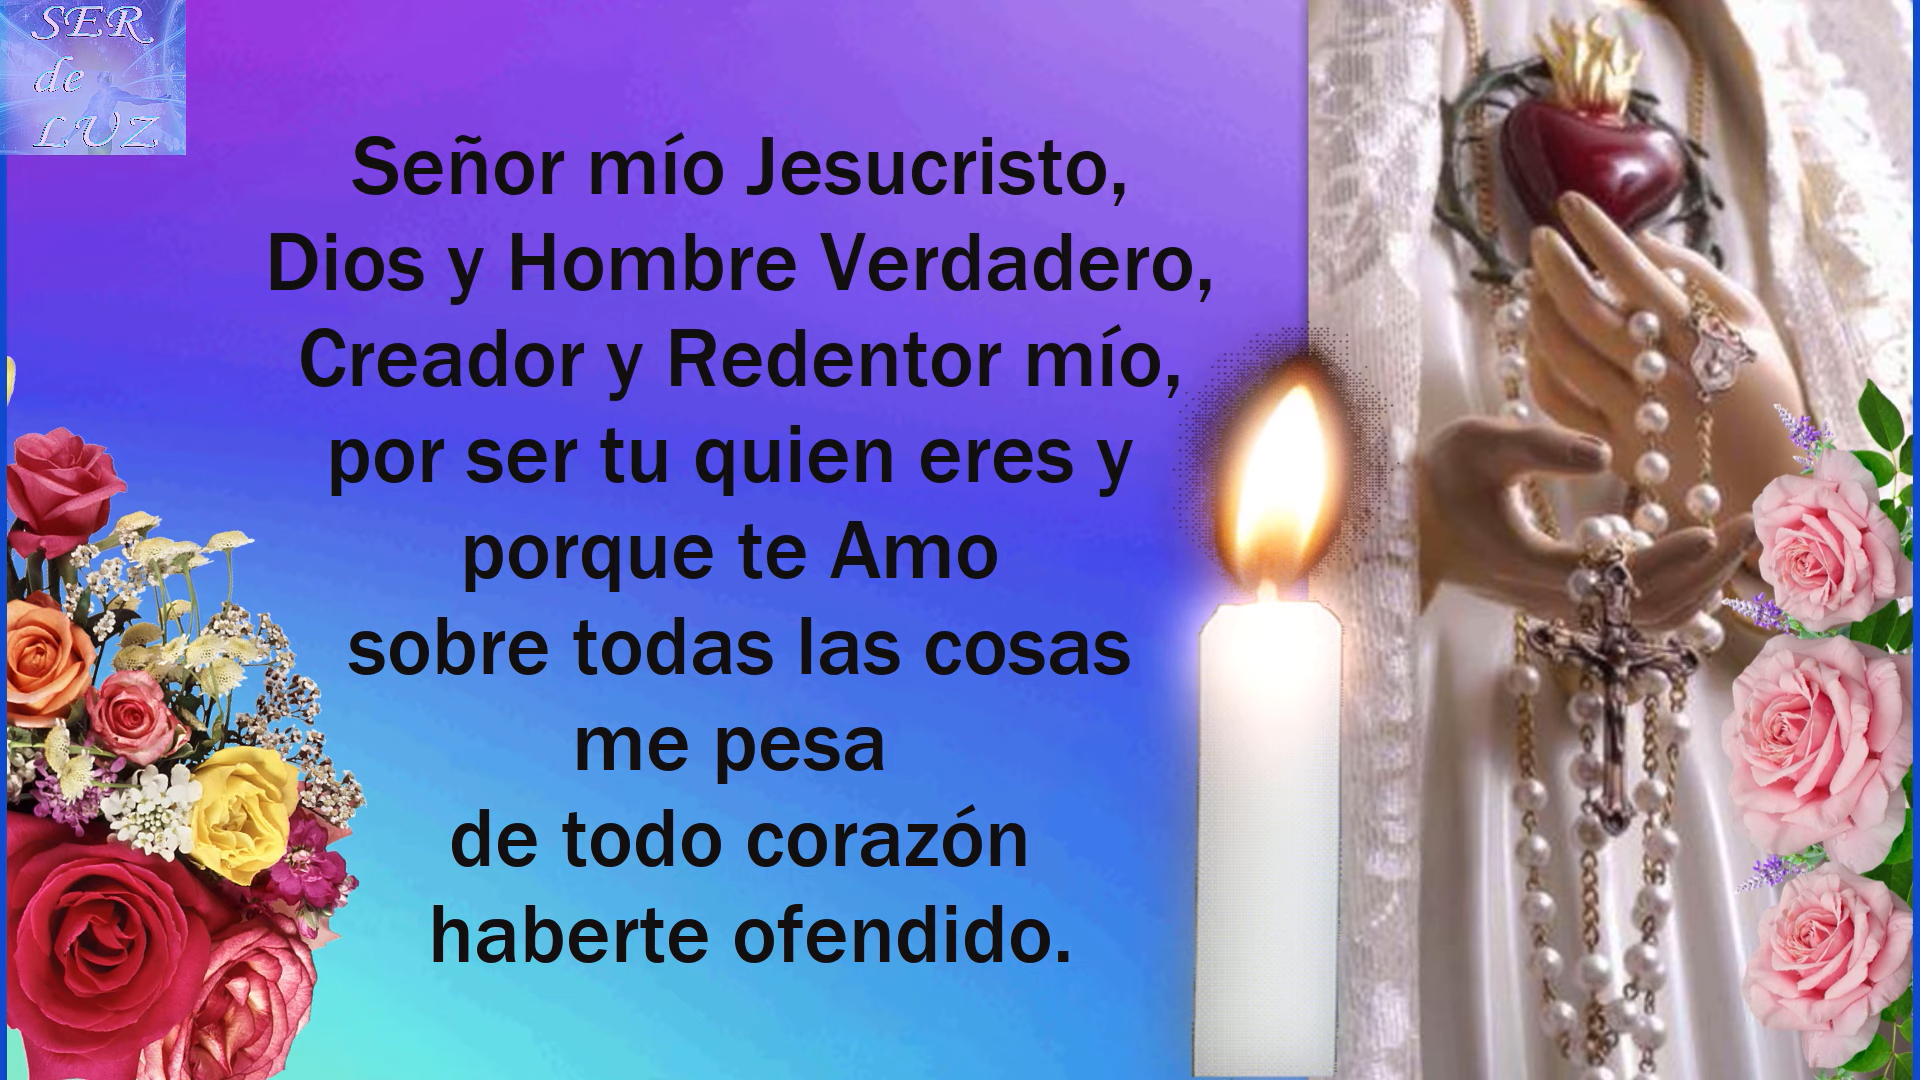 SER
de
LUZ
Señor mío Jesucristo,
Dios y Hombre Verdadero,
Creador y Redentor mío,
por ser tu quien eres y
porque te Amo
sobre todas las cosas
me pesa
de todo corazón
haberte ofendido.